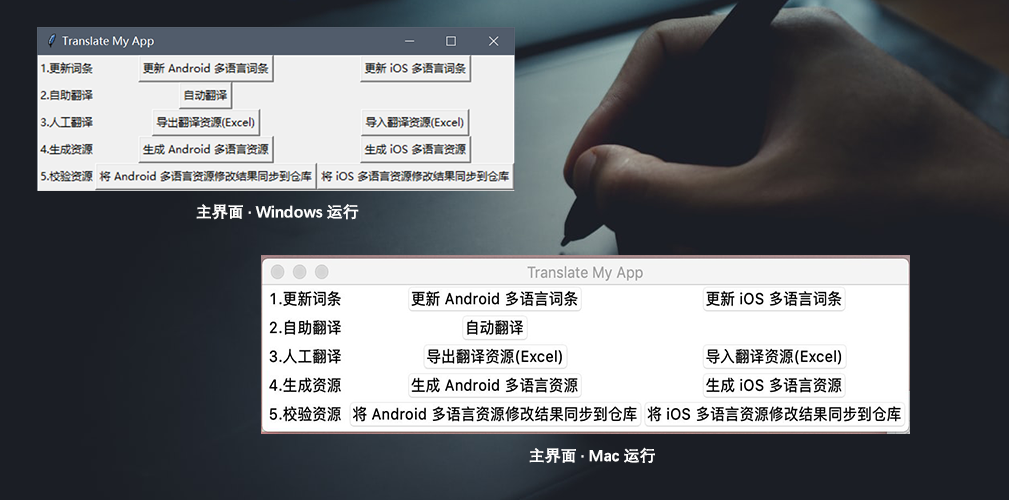 Translate My App
1.更新词条 更新 Android 多语言词条 更新 iOS 多语言词条
2.自助翻译 自动翻译
3.人工翻译 导出翻译资源(Excel) 导入翻译资源(Excel)
4.生成资源 生成 Android 多语言资源 生成 iOS 多语言资源
5.校验资源 将 Android 多语言资源修改结果同步到仓库 将 iOS 多语言资源修改结果同步到仓库
主界面 · Windows 运行
Translate My App
1.更新词条 更新 Android 多语言词条 更新 iOS 多语言词条
2.自助翻译 自动翻译
3.人工翻译 导出翻译资源(Excel) 导入翻译资源(Excel)
4.生成资源 生成 Android 多语言资源 生成 iOS 多语言资源
5.校验资源 将 Android 多语言资源修改结果同步到仓库 将 iOS 多语言资源修改结果同步到仓库
主界面 · Mac 运行